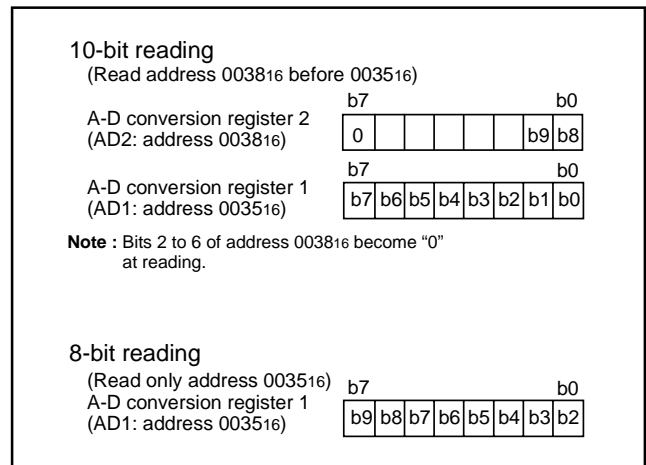 10-bit reading
(Read address 003816 before 003516)
b7 b0
A-D conversion register 2
(AD2: address 003816)
0 b9 b8
b7 b0
A-D conversion register 1
(AD1: address 003516)
b7 b6 b5 b4 b3 b2 b1 b0
Note : Bits 2 to 6 of address 003816 become “0”
at reading.
8-bit reading
(Read only address 003516)
b7 b0
A-D conversion register 1
(AD1: address 003516)
b9 b8 b7 b6 b5 b4 b3 b2